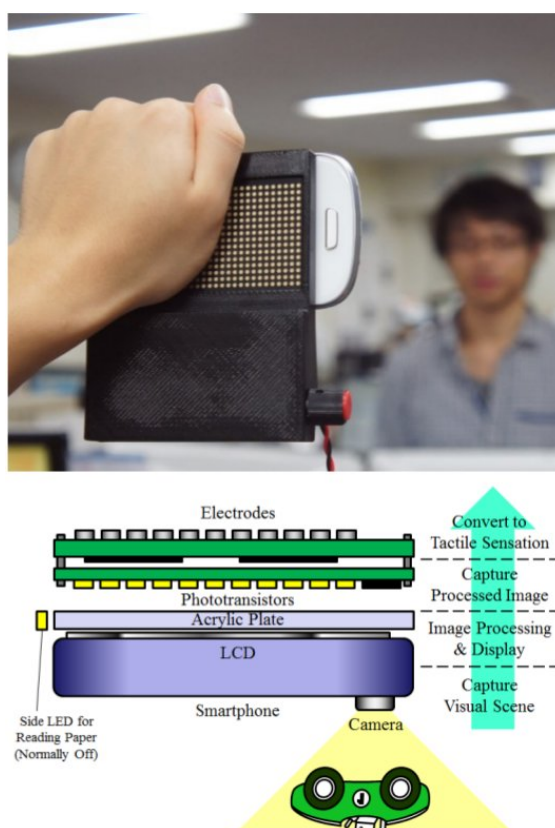 Electrodes
Convert to
Tactile Sensation
Phototransistors
Capture
Processed Image
Acrylic Plate
Image Processing
& Display
LCD
Capture
Visual Scene
Side LED for
Reading Paper
(Normally Off)
Smartphone
Camera